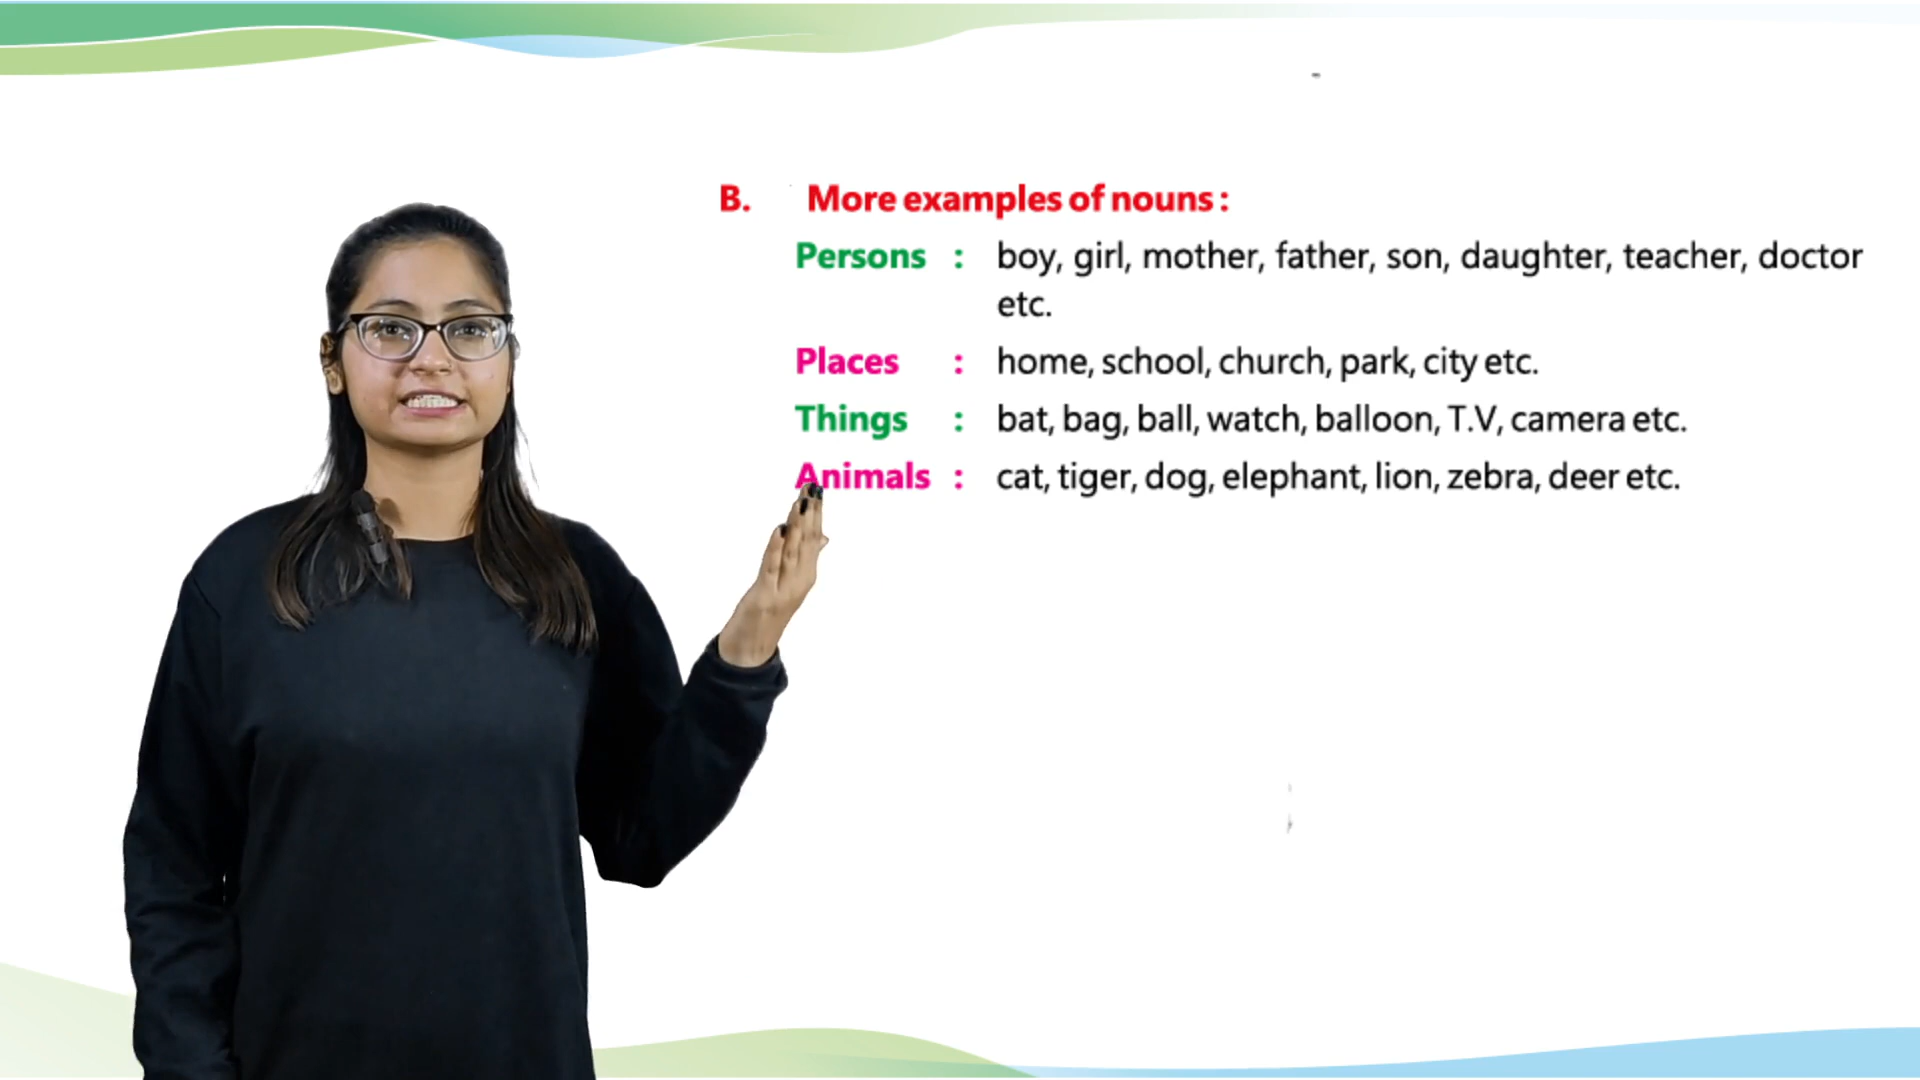 B. More examples of nouns :
Persons : boy, girl, mother, father, son, daughter, teacher, doctor
etc.
Places : home, school, church, park, city etc.
Things : bat, bag, ball, watch, balloon, T.V, camera etc.
Animals : cat, tiger, dog, elephant, lion, zebra, deer etc.